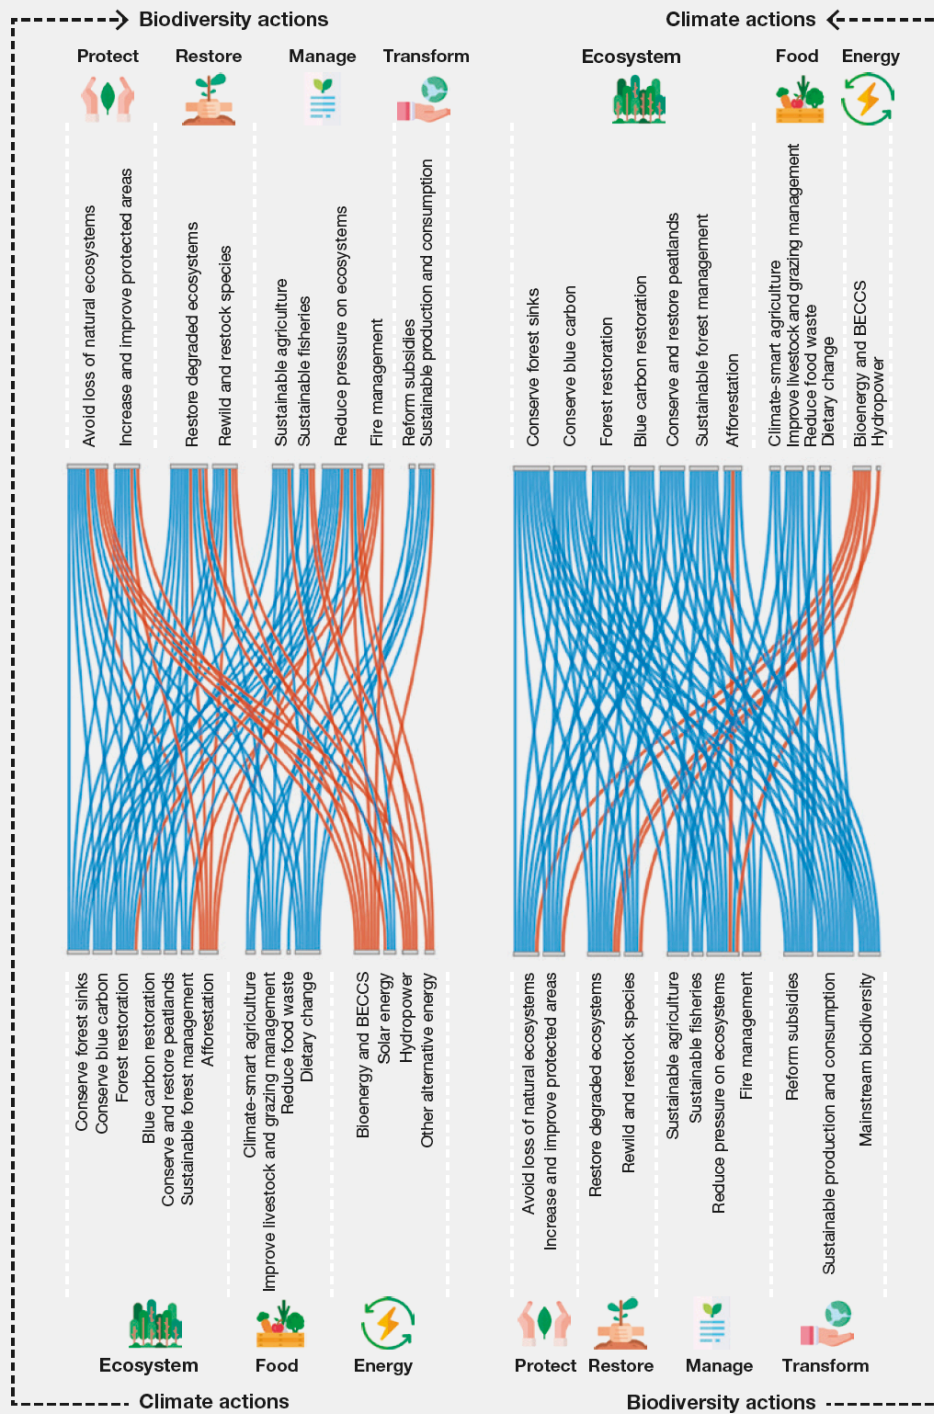 Biodiversity actions
Climate actions
Protect
Restore
Manage
Transform
Ecosystem
Food
Energy
Avoid loss of natural ecosystems
Increase and improve protected areas
Restore degraded ecosystems
Rewild and restock species
Sustainable agriculture
Sustainable fisheries
Reduce pressure on ecosystems
Fire management
Reform subsidies
Sustainable production and consumption
Conserve forest sinks
Conserve blue carbon
Forest restoration
Blue carbon restoration
Conserve and restore peatlands
Sustainable forest management
Afforestation
Climate-smart agriculture
Improve livestock and grazing management
Reduce food waste
Dietary change
Bioenergy and BECCS
Hydropower
Conserve forest sinks
Conserve blue carbon
Forest restoration
Blue carbon restoration
Conserve and restore peatlands
Sustainable forest management
Afforestation
Climate-smart agriculture
Improve livestock and grazing management
Reduce food waste
Dietary change
Bioenergy and BECCS
Solar energy
Hydropower
Other alternative energy
Avoid loss of natural ecosystems
Increase and improve protected areas
Restore degraded ecosystems
Rewild and restock species
Sustainable agriculture
Sustainable fisheries
Reduce pressure on ecosystems
Fire management
Reform subsidies
Sustainable production and consumption
Mainstream biodiversity
Ecosystem
Food
Energy
Protect
Restore
Manage
Transform
Climate actions
Biodiversity actions